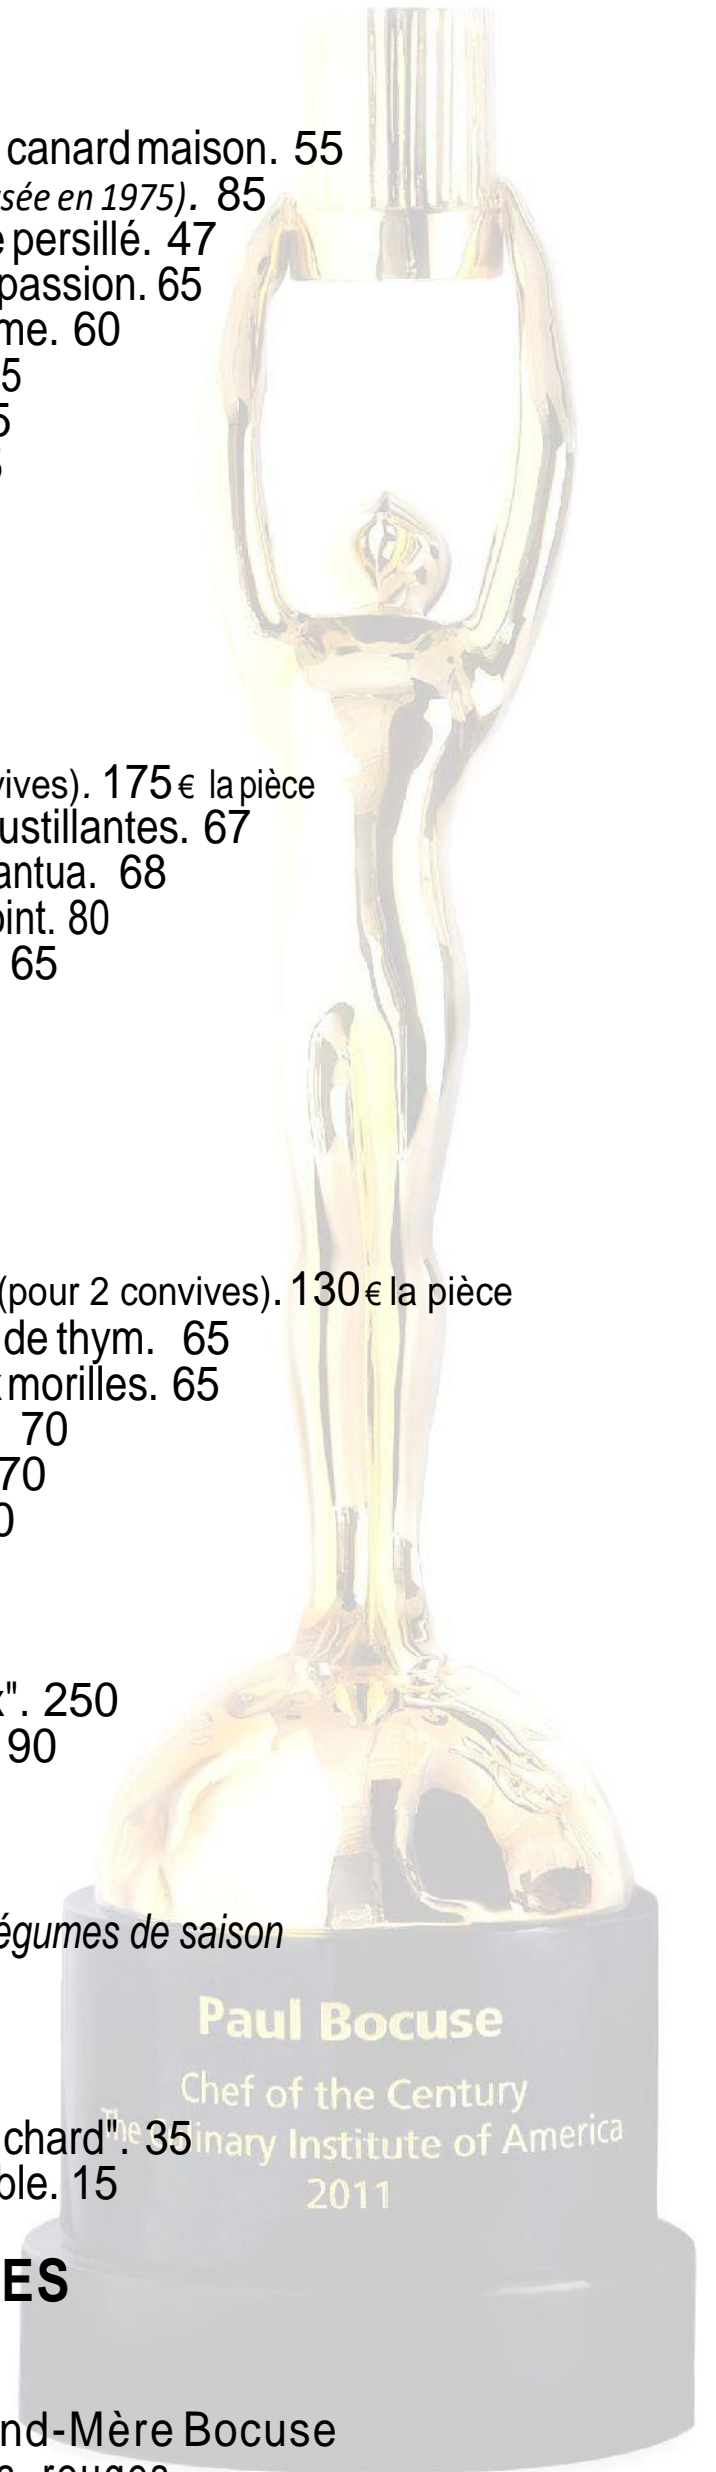 canard maison. 55
sée en 1975). 85
persillé. 47
passion. 65
me. 60
5
5
vives). 175 € la pièce
ustillantes. 67
antua. 68
oint. 80
65
(pour 2 convives). 130 € la pièce
de thym. 65
morilles. 65
70
70
0
x". 250
90
égumes de saison
Paul Bocuse
Chef of the Century
The Culinary Institute of America
2011
chard". 35
ble. 15
ES
nd-Mère Bocuse
rouges